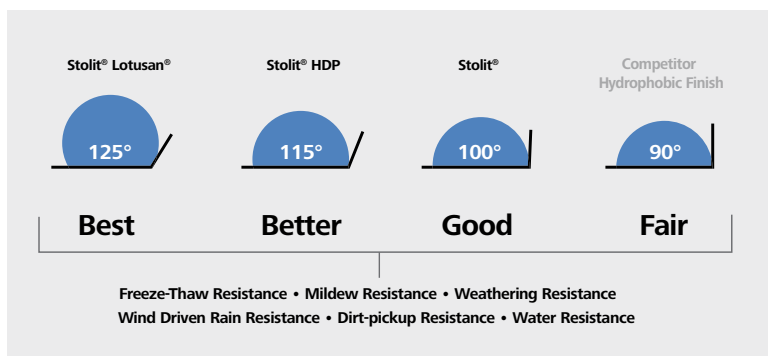 Stolit® Lotusan®
Stolit® HDP
Stolit®
Competitor
Hydrophobic Finish
125°
115°
100°
90°
Best
Better
Good
Fair
Freeze-Thaw Resistance • Mildew Resistance • Weathering Resistance
Wind Driven Rain Resistance • Dirt-pickup Resistance • Water Resistance